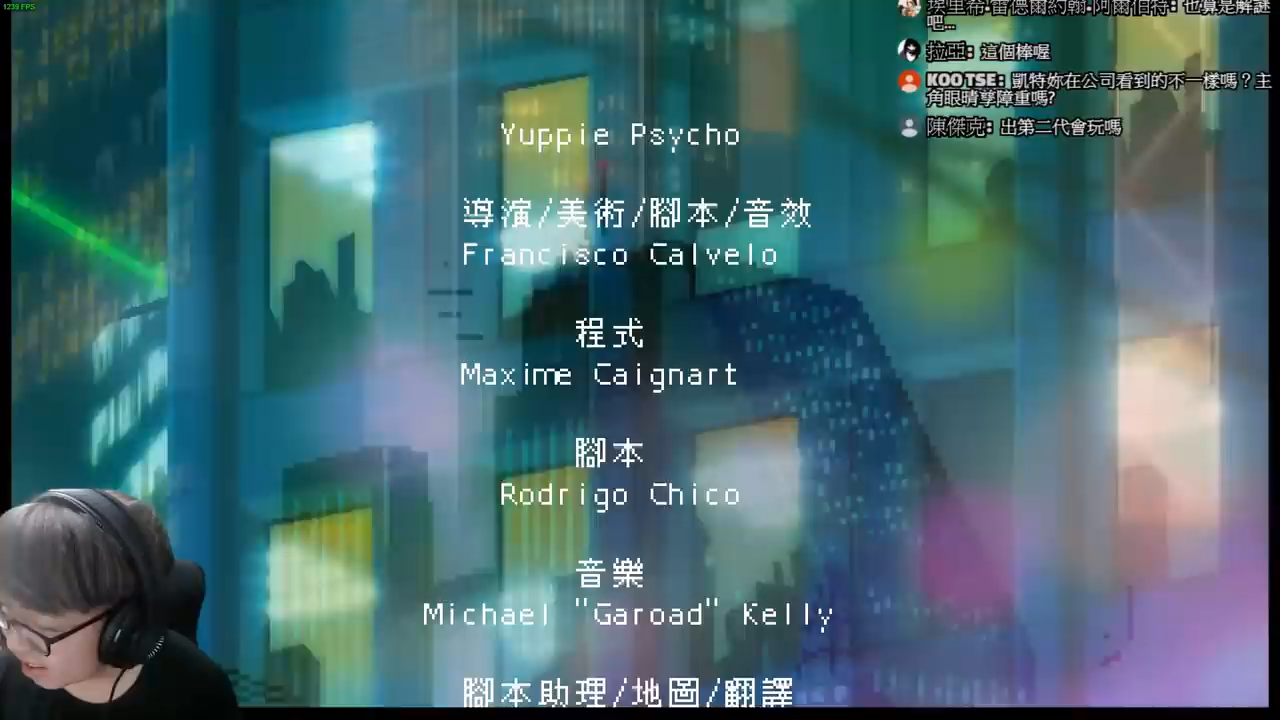 1239 FPS
埃里希·雷德爾約翰·阿爾伯特: 也算是解謎
吧...
拉亞: 這個棒喔
KOO TSE: 凱特妳在公司看到的不一樣嗎？主
角眼睛孽障重嗎?
陳傑克: 出第二代會玩嗎
Yuppie Psycho
導演/美術/腳本/音效
Francisco Calvelo
程式
Maxime Caignart
腳本
Rodrigo Chico
音樂
Michael "Garoad" Kelly
腳本助理/地圖/翻譯